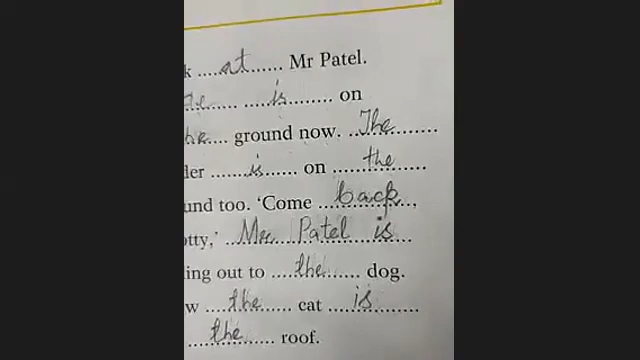 k ....at...... Mr Patel.
.......... ....is........ on
he.... ground now. ..The.........
der ......is...... on .....the......
und too. ‘Come ...back.....,
otty,’ ..Mr. Patel is..
ing out to ....the...... dog.
w ....the..... cat ....is......
....the........ roof.